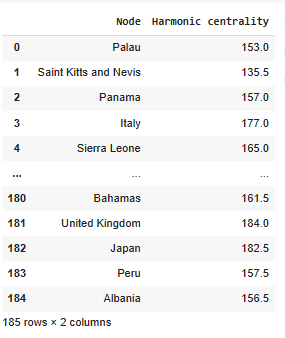 Node Harmonic centrality
0 Palau 153.0
1 Saint Kitts and Nevis 135.5
2 Panama 157.0
3 Italy 177.0
4 Sierra Leone 165.0
... ... ...
180 Bahamas 161.5
181 United Kingdom 184.0
182 Japan 182.5
183 Peru 157.5
184 Albania 156.5
185 rows × 2 columns